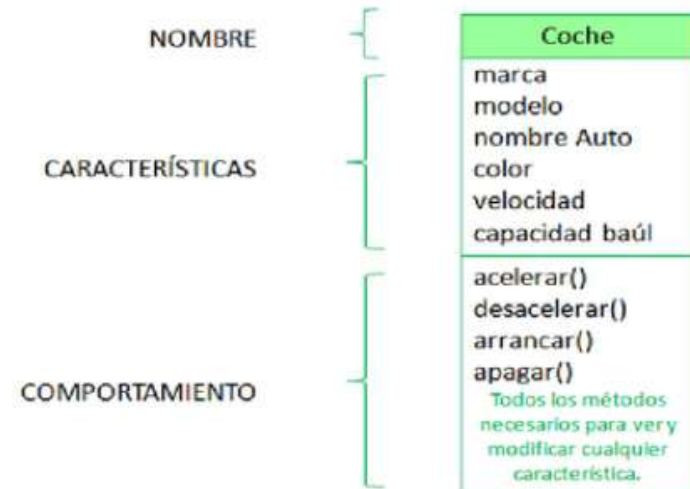 NOMBRE
Coche
CARACTERÍSTICAS
marca
modelo
nombre Auto
color
velocidad
capacidad baúl
COMPORTAMIENTO
acelerar()
desacelerar()
arrancar()
apagar()
Todos los métodos
necesarios para ver y
modificar cualquier
característica.